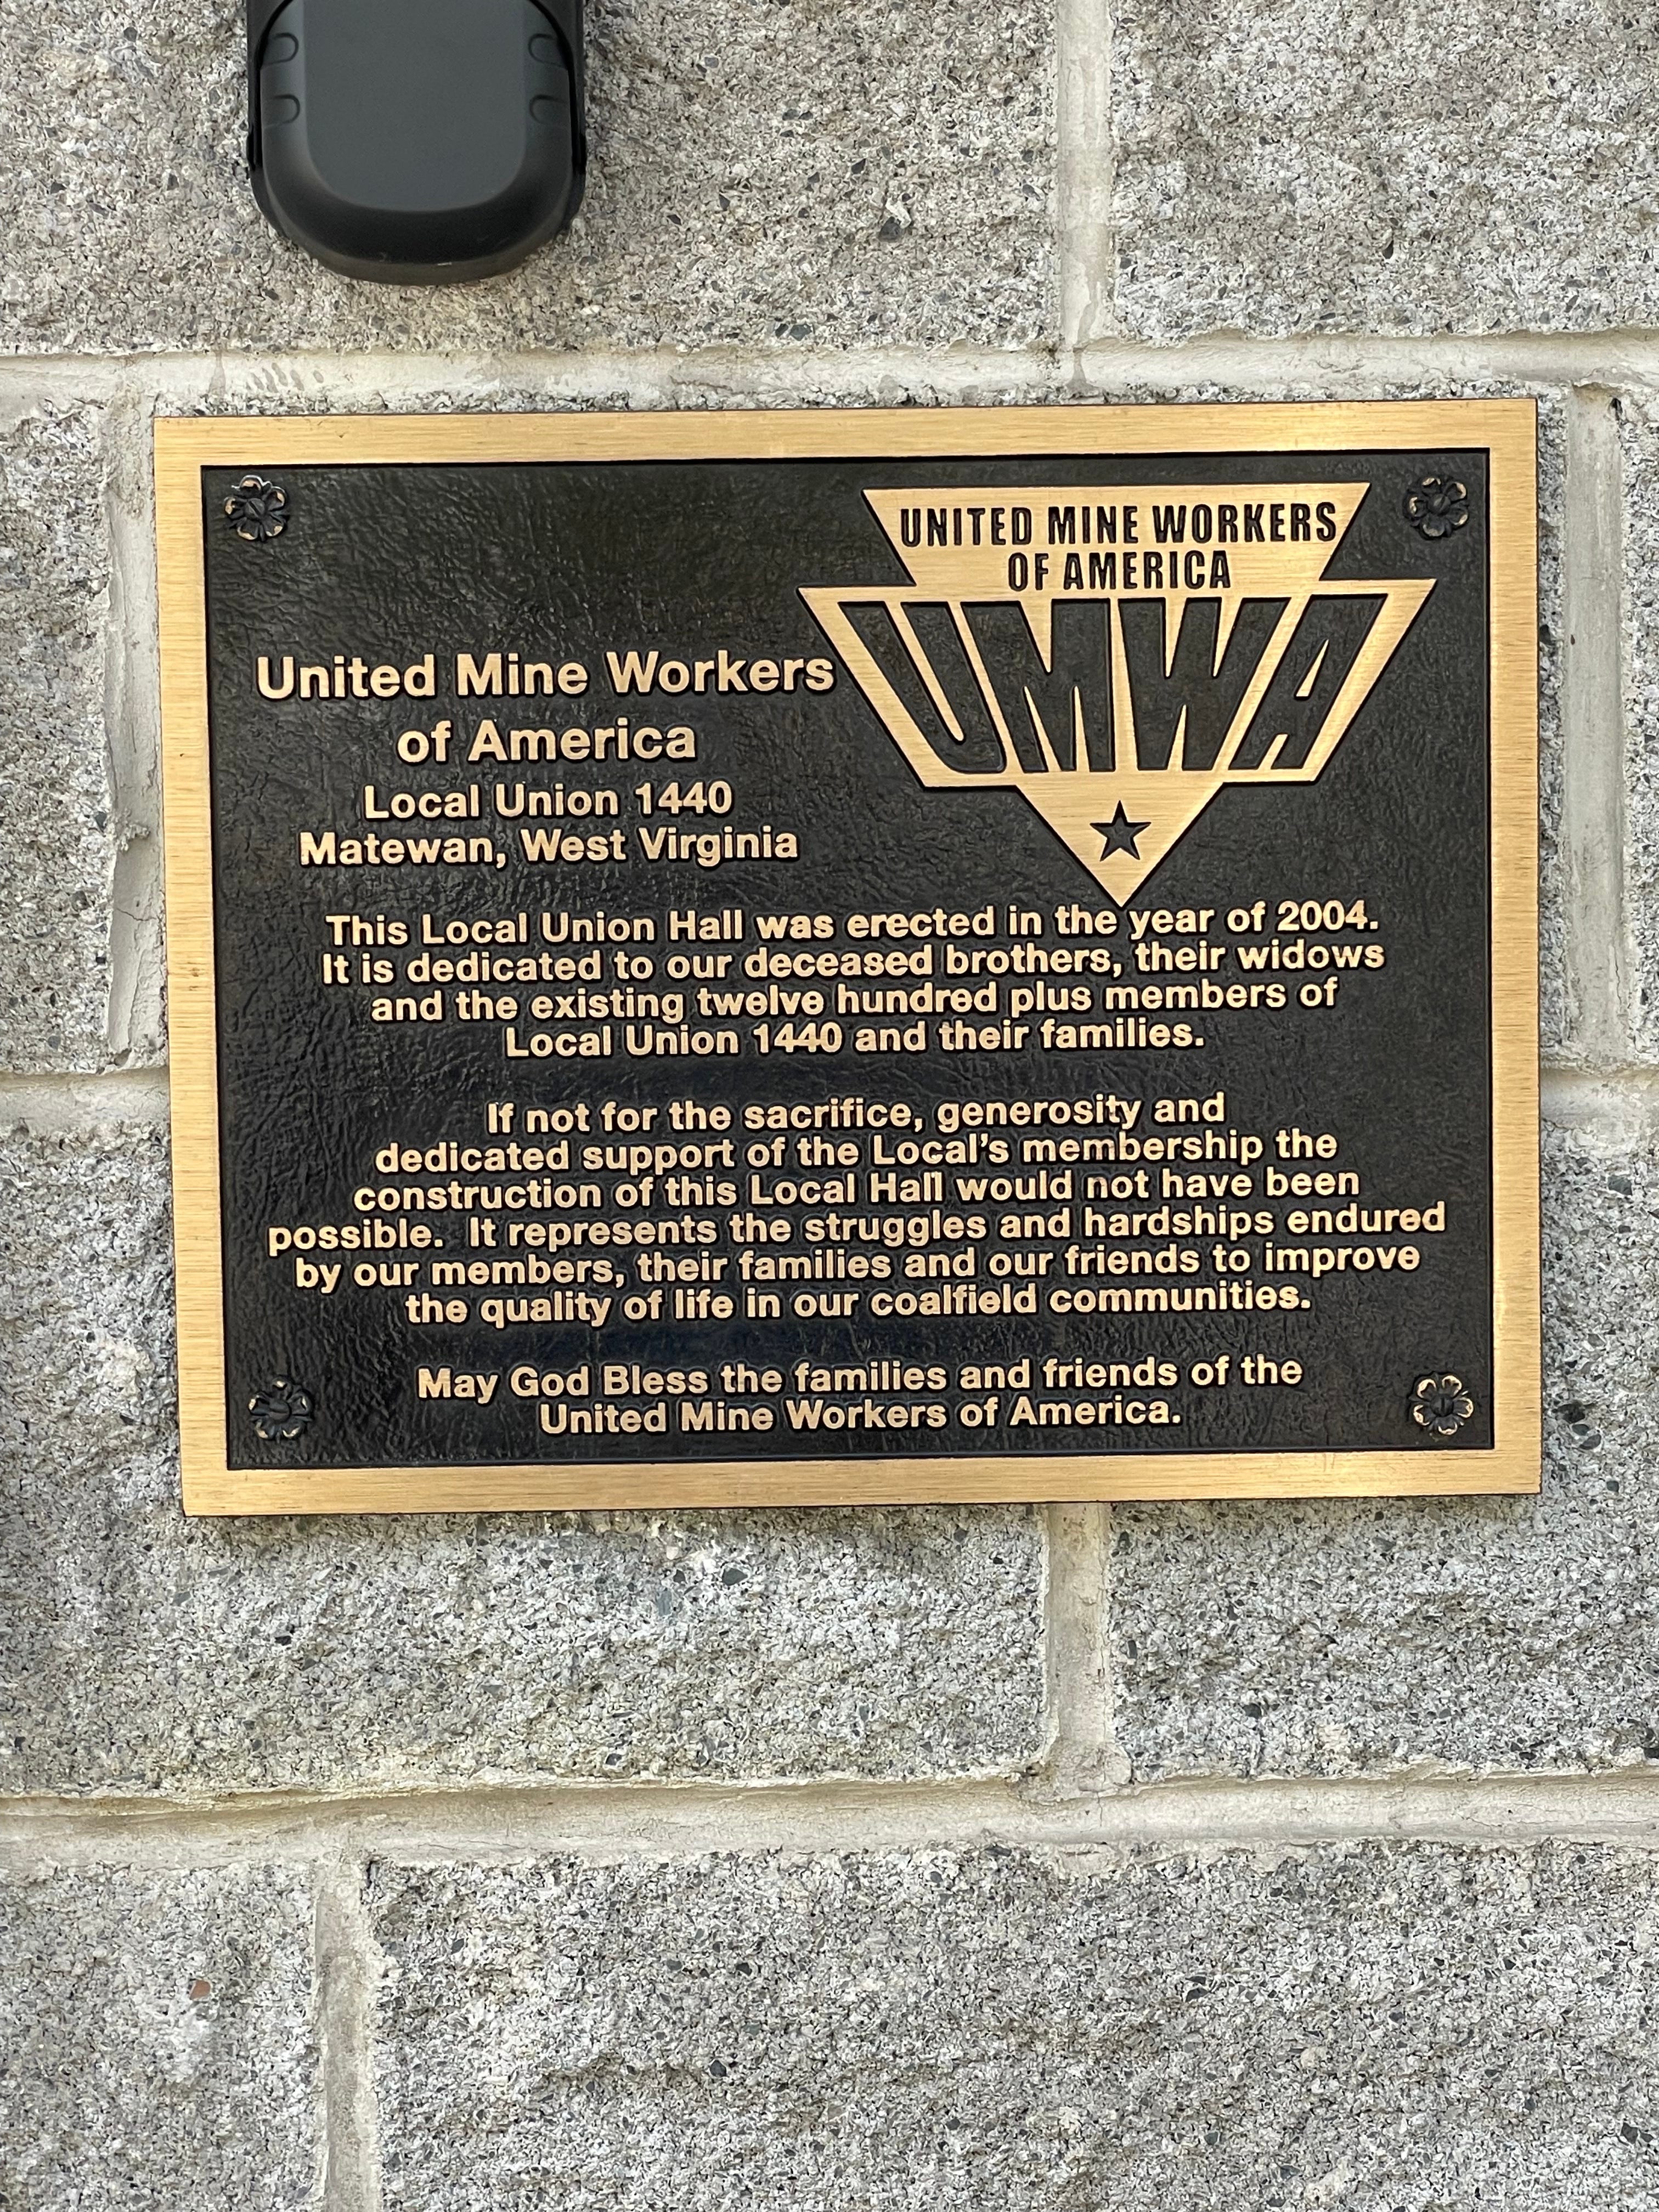 UNITED MINE WORKERS
OF AMERICA
UMWA
United Mine Workers
of America
Local Union 1440
Matewan, West Virginia
This Local Union Hall was erected in the year of 2004.
It is dedicated to our deceased brothers, their widows
and the existing twelve hundred plus members of
Local Union 1440 and their families.
If not for the sacrifice, generosity and
dedicated support of the Local's membership the
construction of this Local Hall would not have been
possible. It represents the struggles and hardships endured
by our members, their families and our friends to improve
the quality of life in our coalfield communities.
May God Bless the families and friends of the
United Mine Workers of America.